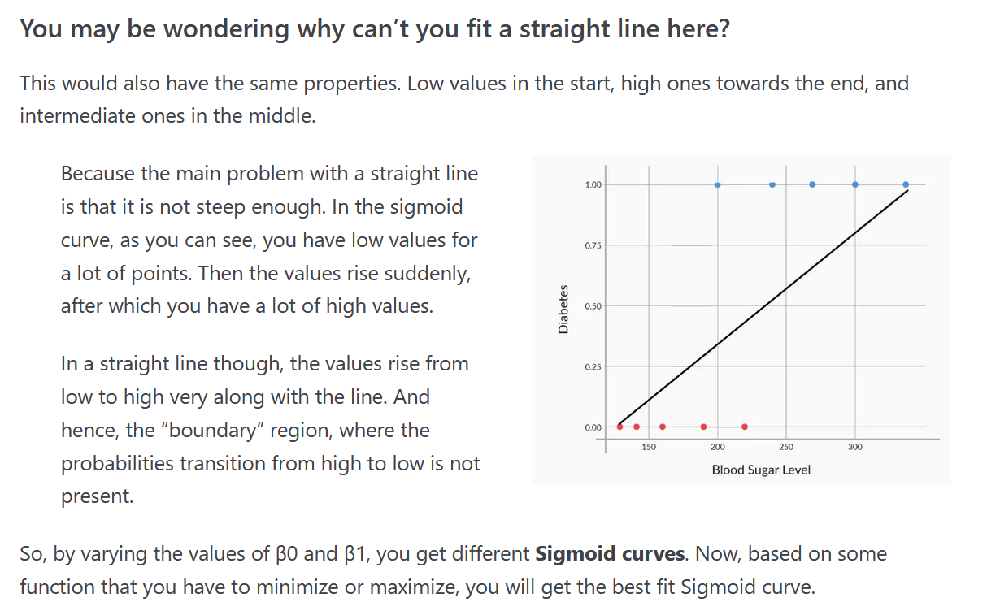 You may be wondering why can’t you fit a straight line here?
This would also have the same properties. Low values in the start, high ones towards the end, and
intermediate ones in the middle.
Because the main problem with a straight line
is that it is not steep enough. In the sigmoid
curve, as you can see, you have low values for
a lot of points. Then the values rise suddenly,
after which you have a lot of high values.
In a straight line though, the values rise from
low to high very along with the line. And
hence, the “boundary” region, where the
probabilities transition from high to low is not
present.
1.00
0.75
0.50
0.25
0.00
Diabetes
150 200 250 300
Blood Sugar Level
So, by varying the values of β0 and β1, you get different Sigmoid curves. Now, based on some
function that you have to minimize or maximize, you will get the best fit Sigmoid curve.